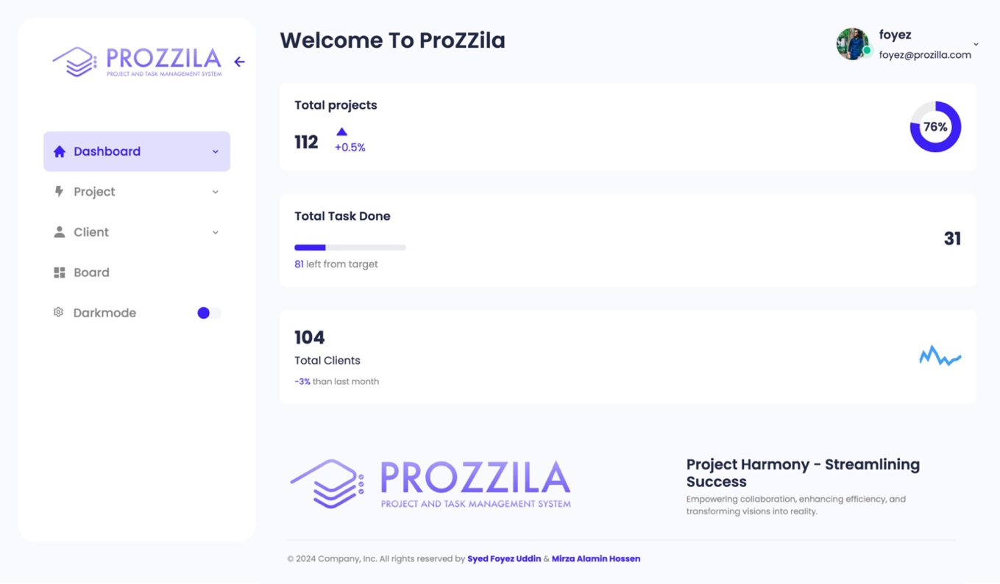 PROZZILA
PROJECT AND TASK MANAGEMENT SYSTEM
Dashboard
Project
Client
Board
Darkmode
Welcome To ProZZila
foyez
foyez@prozilla.com
Total projects
112
+0.5%
76%
Total Task Done
81 left from target
31
104
Total Clients
-3% than last month
PROZZILA
PROJECT AND TASK MANAGEMENT SYSTEM
Project Harmony - Streamlining
Success
Empowering collaboration, enhancing efficiency, and
transforming visions into reality.
© 2024 Company, Inc. All rights reserved by Syed Foyez Uddin & Mirza Alamin Hossen